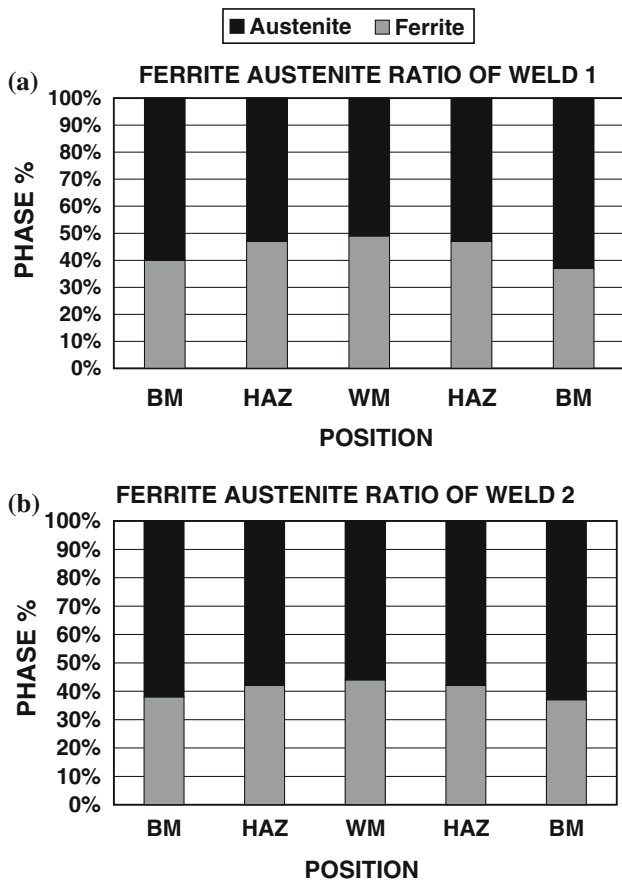 Austenite Ferrite
(a) FERRITE AUSTENITE RATIO OF WELD 1
100%
90%
80%
70%
60%
50%
40%
30%
20%
10%
0%
PHASE %
BM HAZ WM HAZ BM
POSITION
(b) FERRITE AUSTENITE RATIO OF WELD 2
100%
90%
80%
70%
60%
50%
40%
30%
20%
10%
0%
PHASE %
BM HAZ WM HAZ BM
POSITION